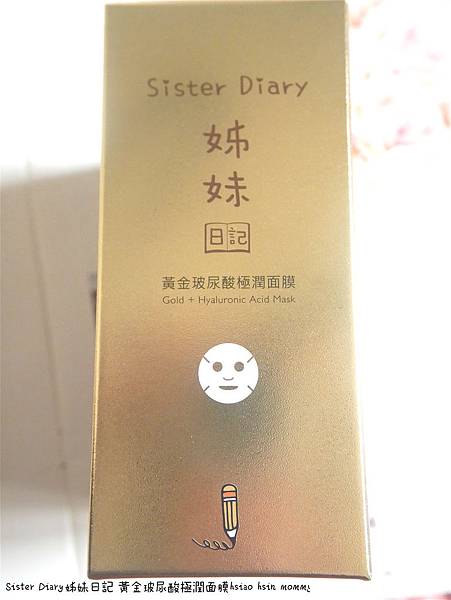 Sister Diary
姊
妹
日記
黃金玻尿酸極潤面膜
Gold + Hyaluronic Acid Mask
Sister Diary姊妹日記 黃金玻尿酸極潤面膜hsiao hsin mommy